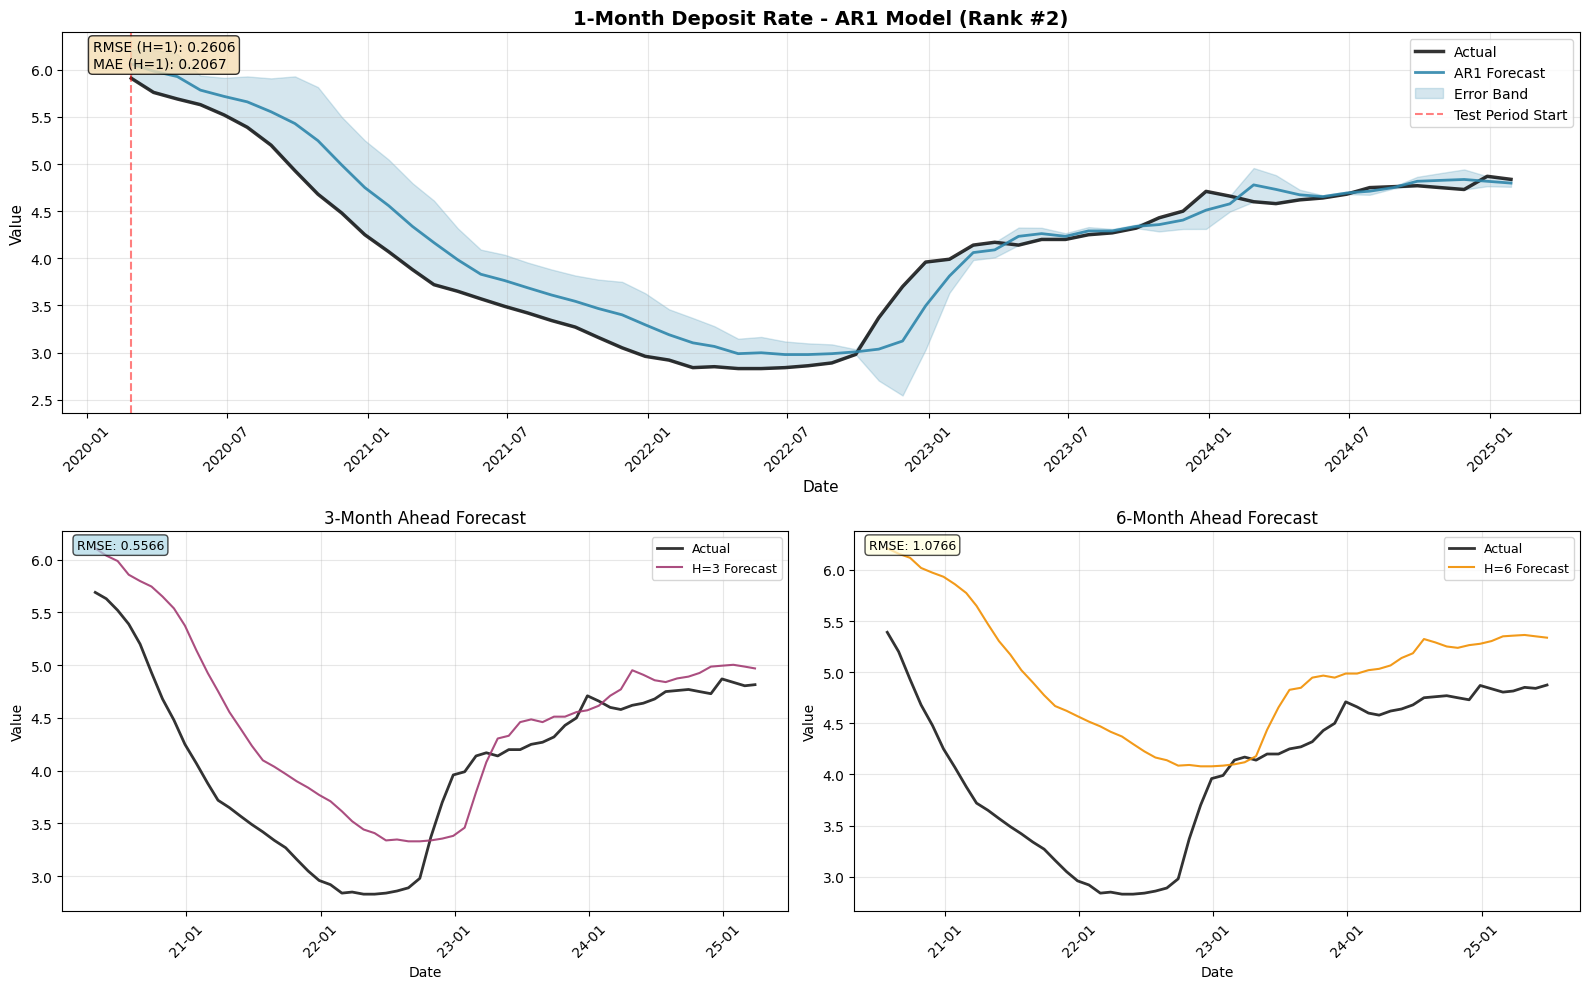 1-Month Deposit Rate - AR1 Model (Rank #2)
RMSE (H=1): 0.2606
MAE (H=1): 0.2067
Actual
AR1 Forecast
Error Band
Test Period Start
Value
6.0
5.5
5.0
4.5
4.0
3.5
3.0
2.5
2020-01
2020-07
2021-01
2021-07
2022-01
2022-07
2023-01
2023-07
2024-01
2024-07
2025-01
Date
3-Month Ahead Forecast
RMSE: 0.5566
Actual
H=3 Forecast
Value
6.0
5.5
5.0
4.5
4.0
3.5
3.0
21-01
22-01
23-01
24-01
25-01
Date
6-Month Ahead Forecast
RMSE: 1.0766
Actual
H=6 Forecast
Value
6.0
5.5
5.0
4.5
4.0
3.5
3.0
21-01
22-01
23-01
24-01
25-01
Date